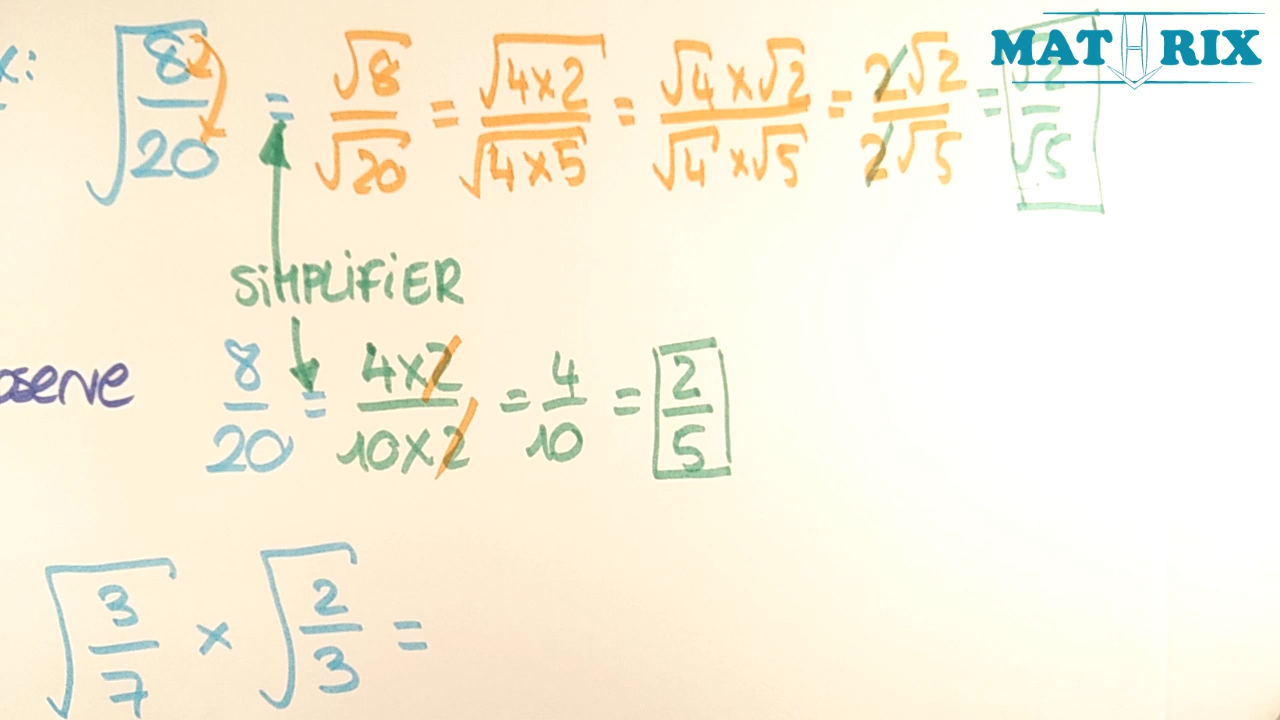 MATHRIX
x: √(8/20) = √8/√20 = √(4×2)/√(4×5) = (√4×√2)/(√4×√5) = 2√2/2√5 = √2/√5
SiMPLiFiER
8/20 = (4×2)/(10×2) = 4/10 = 2/5
√(3/7) × √(2/3) =